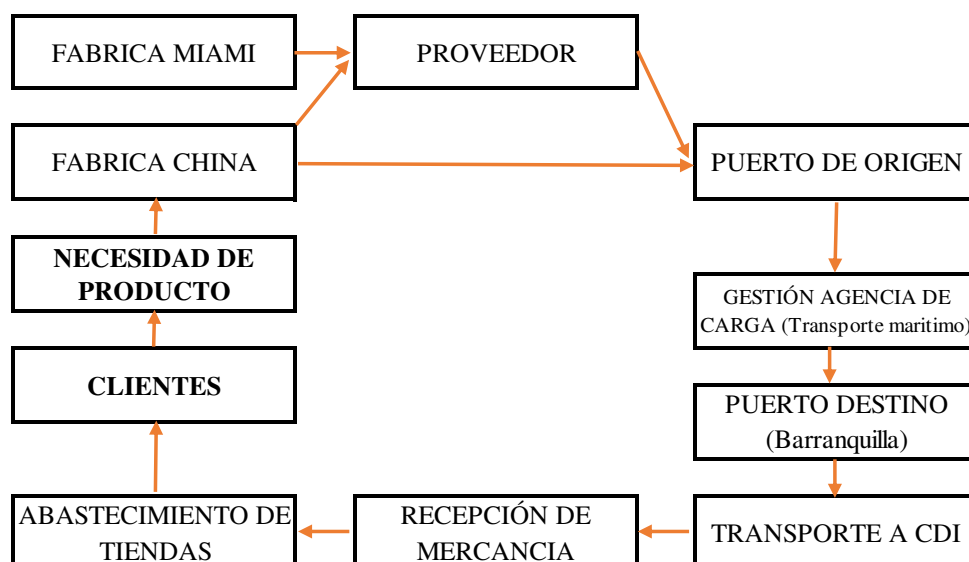 FABRICA MIAMI
PROVEEDOR
FABRICA CHINA
PUERTO DE ORIGEN
NECESIDAD DE
PRODUCTO
GESTIÓN AGENCIA DE
CARGA (Transporte maritimo)
CLIENTES
PUERTO DESTINO
(Barranquilla)
ABASTECIMIENTO DE
TIENDAS
RECEPCIÓN DE
MERCANCIA
TRANSPORTE A CDI